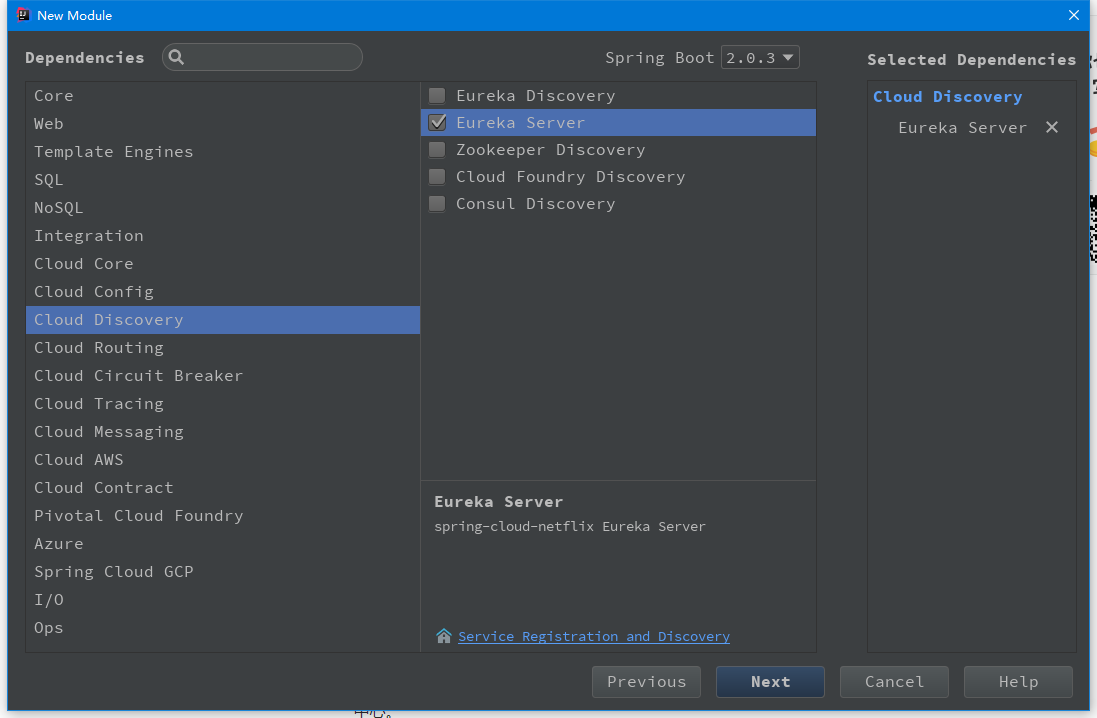 New Module
Dependencies
Spring Boot 2.0.3
Selected Dependencies
Core
Web
Template Engines
SQL
NoSQL
Integration
Cloud Core
Cloud Config
Cloud Discovery
Cloud Routing
Cloud Circuit Breaker
Cloud Tracing
Cloud Messaging
Cloud AWS
Cloud Contract
Pivotal Cloud Foundry
Azure
Spring Cloud GCP
I/O
Ops
Eureka Discovery
Eureka Server
Zookeeper Discovery
Cloud Foundry Discovery
Consul Discovery
Eureka Server
spring-cloud-netflix Eureka Server
Service Registration and Discovery
Cloud Discovery
Eureka Server
Previous
Next
Cancel
Help